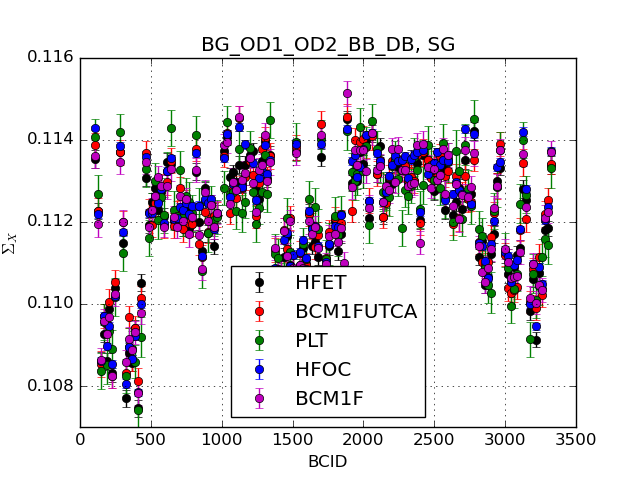 BG_OD1_OD2_BB_DB, SG
0.116
0.114
0.112
0.110
0.108
Σ_X
HFET
BCM1FUTCA
PLT
HFOC
BCM1F
0 500 1000 1500 2000 2500 3000 3500
BCID